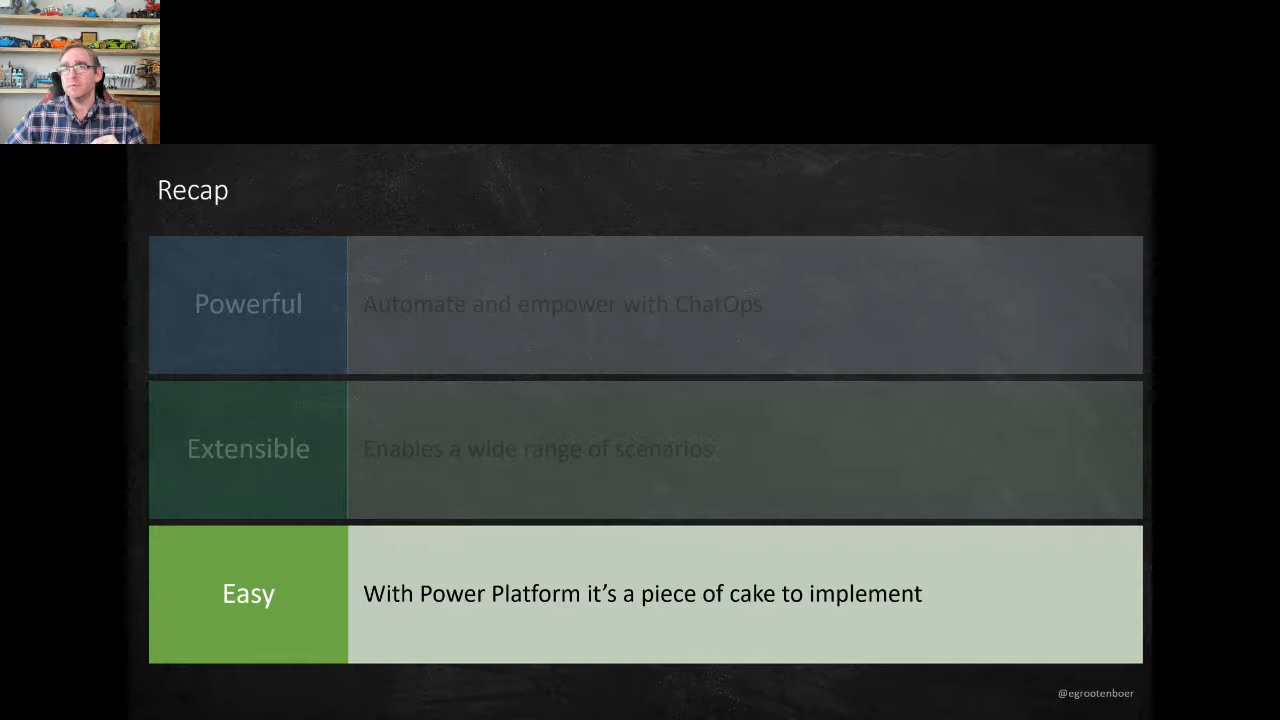 Recap
Powerful
Automate and empower with ChatOps
Extensible
Enables a wide range of scenarios
Easy
With Power Platform it’s a piece of cake to implement
@egrootenboer